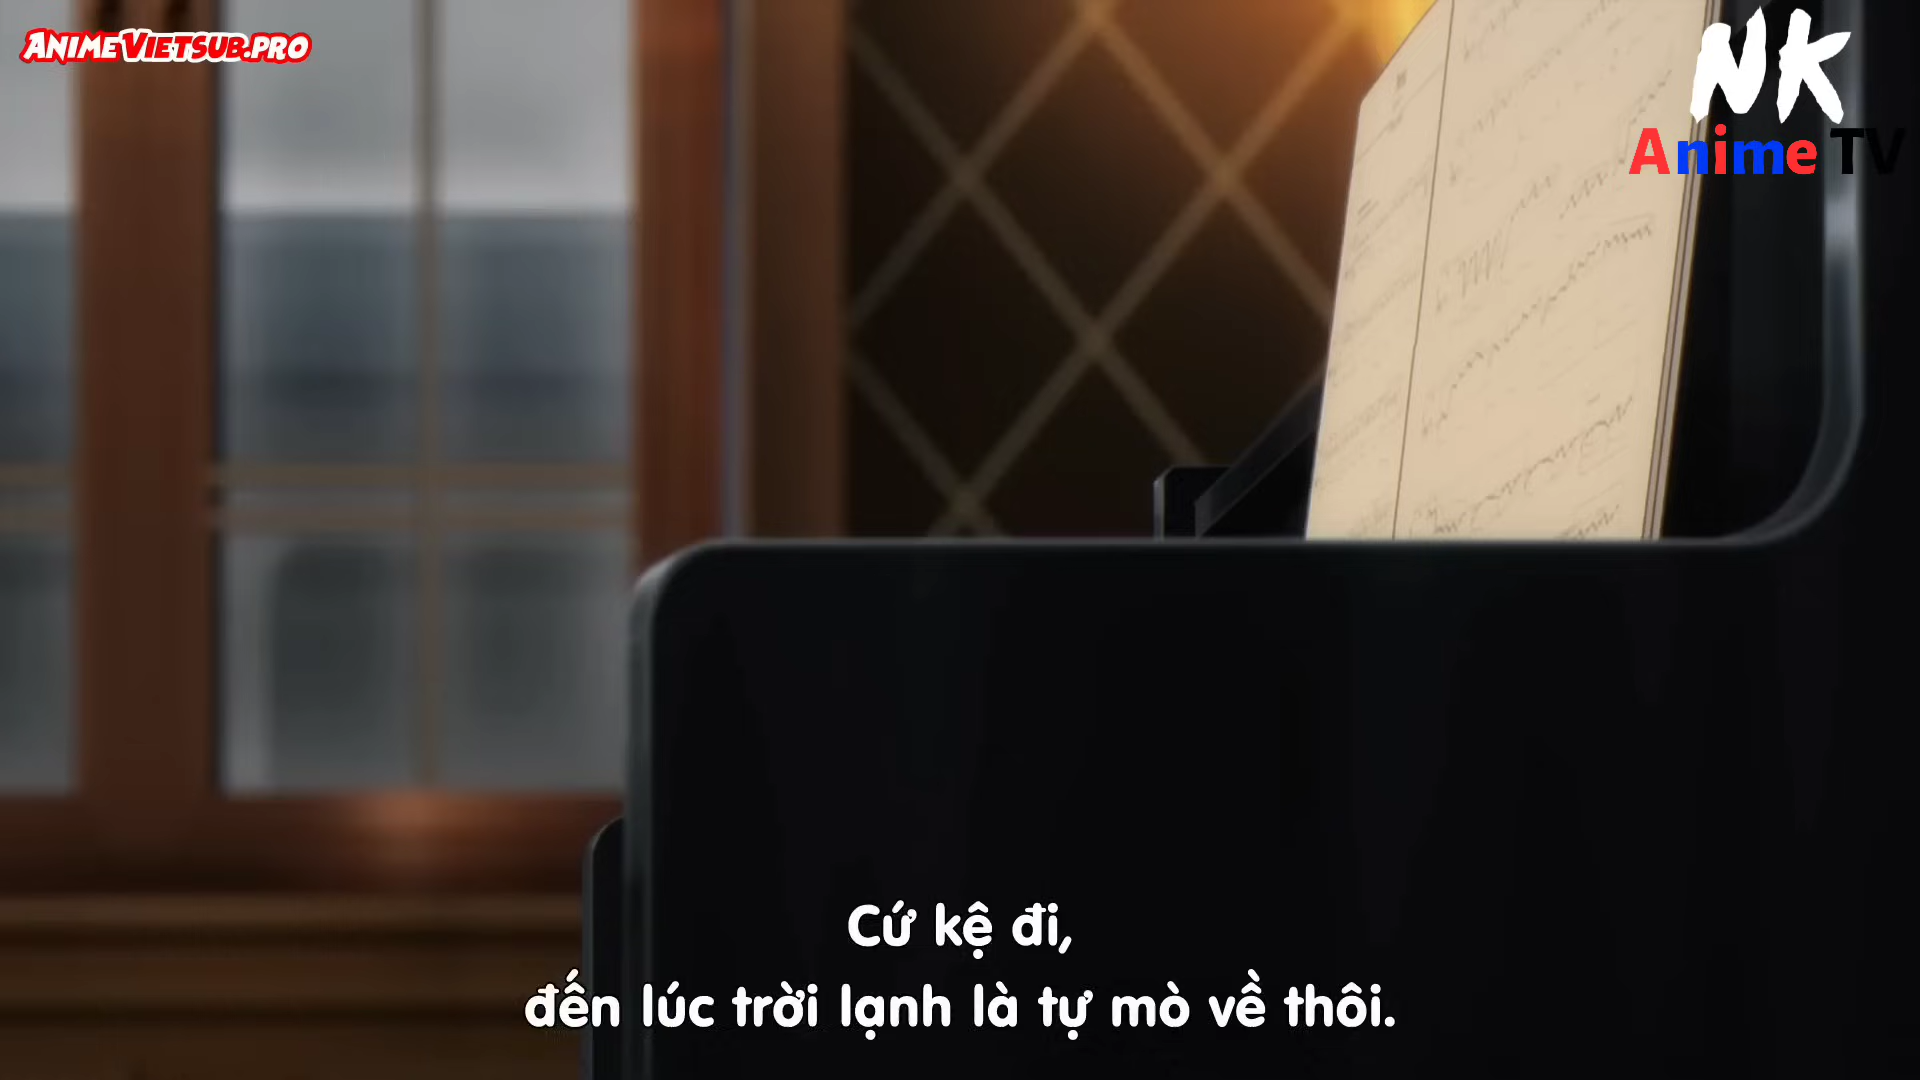 ANIMEVIETSUB.PRO
NK
Anime TV
Cứ kệ đi,
đến lúc trời lạnh là tự mò về thôi.